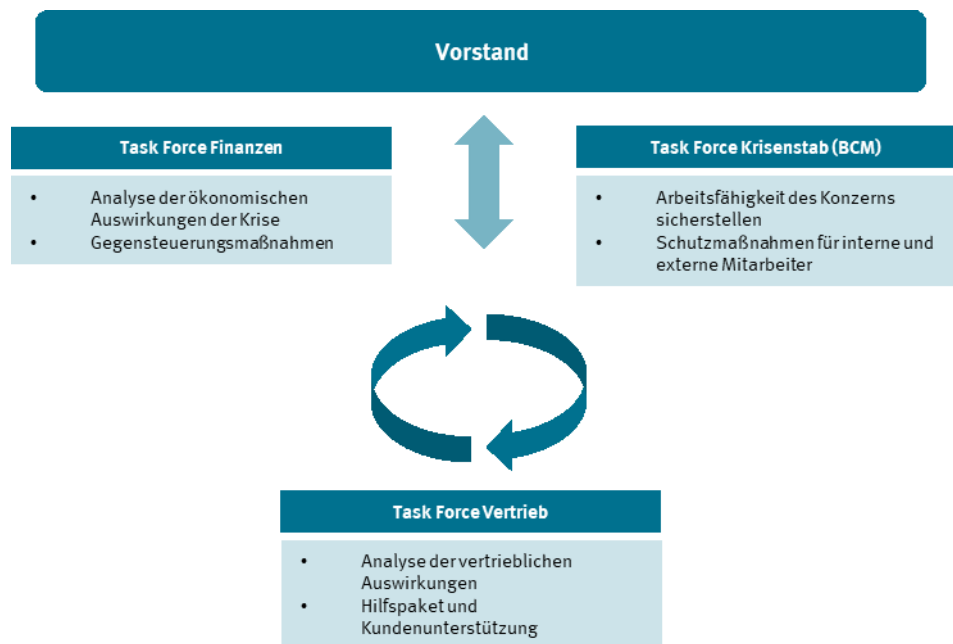 Vorstand
Task Force Finanzen
• Analyse der ökonomischen
Auswirkungen der Krise
• Gegensteuerungsmaßnahmen
Task Force Krisenstab (BCM)
• Arbeitsfähigkeit des Konzerns
sicherstellen
• Schutzmaßnahmen für interne und
externe Mitarbeiter
Task Force Vertrieb
• Analyse der vertrieblichen
Auswirkungen
• Hilfspaket und
Kundenunterstützung